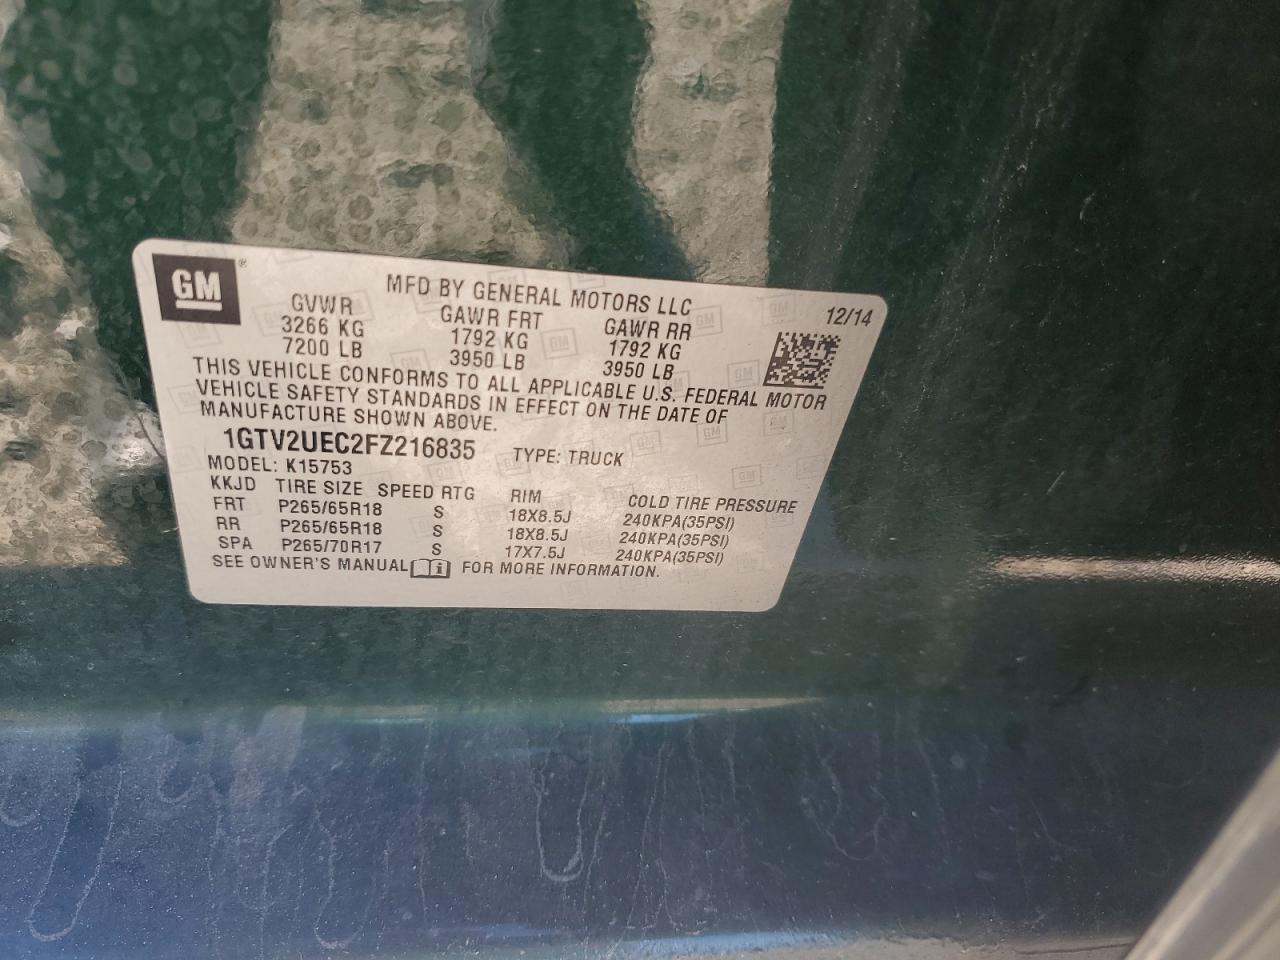 GM ®
MFD BY GENERAL MOTORS LLC
12/14
GVWR GAWR FRT GAWR RR
3266 KG 1792 KG 1792 KG
7200 LB 3950 LB 3950 LB
THIS VEHICLE CONFORMS TO ALL APPLICABLE U.S. FEDERAL MOTOR
VEHICLE SAFETY STANDARDS IN EFFECT ON THE DATE OF
MANUFACTURE SHOWN ABOVE.
1GTV2UEC2FZ216835 TYPE: TRUCK
MODEL: K15753
KKJD TIRE SIZE SPEED RTG RIM COLD TIRE PRESSURE
FRT P265/65R18 S 18X8.5J 240KPA(35PSI)
RR P265/65R18 S 18X8.5J 240KPA(35PSI)
SPA P265/70R17 S 17X7.5J 240KPA(35PSI)
SEE OWNER'S MANUAL i FOR MORE INFORMATION.